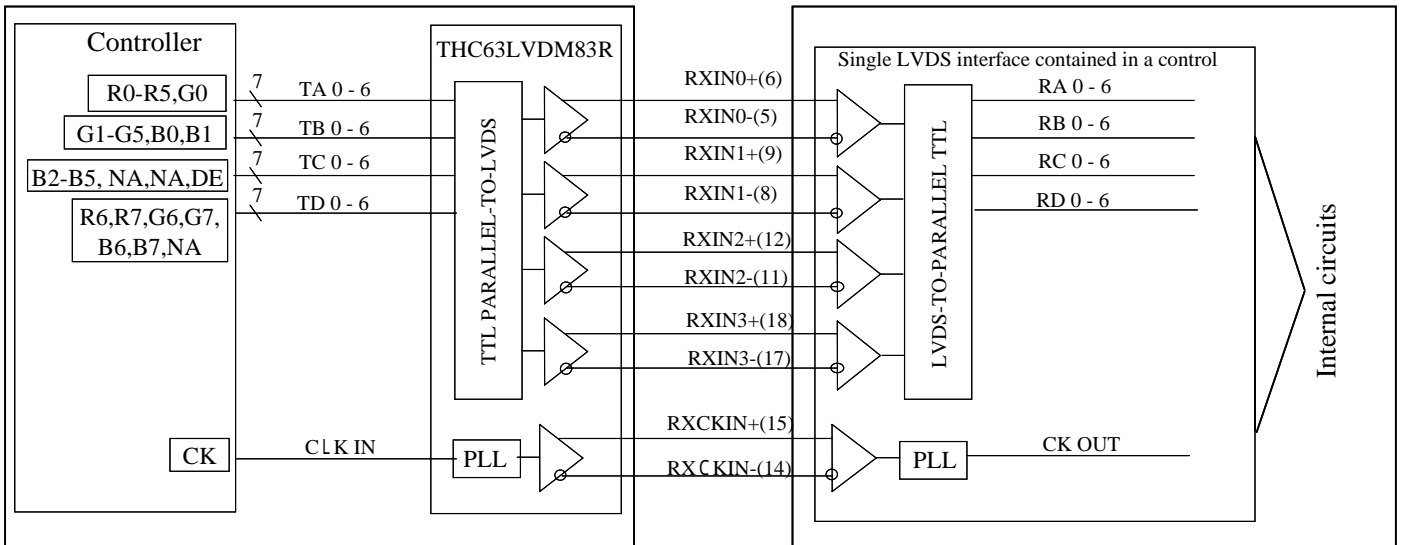 Controller
R0-R5,G0
G1-G5,B0,B1
B2-B5, NA,NA,DE
R6,R7,G6,G7,
B6,B7,NA
CK
7
TA 0 - 6
7
TB 0 - 6
7
TC 0 - 6
7
TD 0 - 6
CLK IN
THC63LVDM83R
TTL PARALLEL-TO-LVDS
PLL
RXIN0+(6)
RXIN0-(5)
RXIN1+(9)
RXIN1-(8)
RXIN2+(12)
RXIN2-(11)
RXIN3+(18)
RXIN3-(17)
RXCKIN+(15)
RXCKIN-(14)
Single LVDS interface contained in a control
LVDS-TO-PARALLEL TTL
PLL
RA 0 - 6
RB 0 - 6
RC 0 - 6
RD 0 - 6
CK OUT
Internal circuits